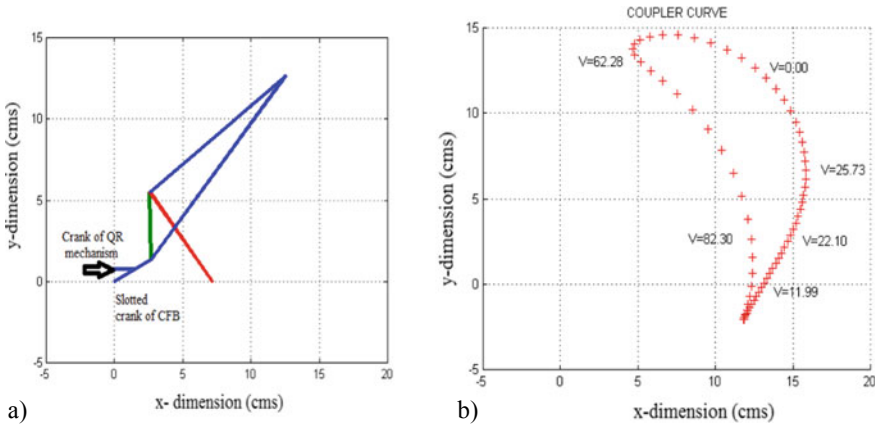 15
10
5
0
-5
-5
0
5
10
15
20
y-dimension (cms)
x- dimension (cms)
Crank of QR
mechanism
Slotted
crank of CFB
a)
COUPLER CURVE
15
10
5
0
-5
-5
0
5
10
15
20
y-dimension (cms)
x-dimension (cms)
V=62.28
V=0.00
V=25.73
V=82.30
V=22.10
V=11.99
b)